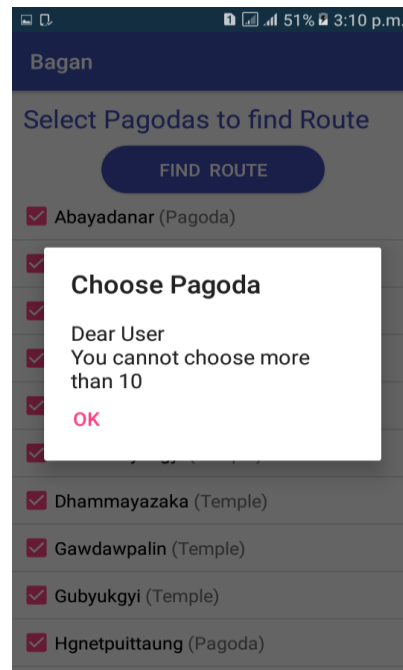 51% 3:10 p.m.
Bagan
Select Pagodas to find Route
FIND ROUTE
Abayadanar (Pagoda)
Choose Pagoda
Dear User
You cannot choose more
than 10
OK
Dhammayazaka (Temple)
Gawdawpalin (Temple)
Gubyukgyi (Temple)
Hgnetpuittaung (Pagoda)